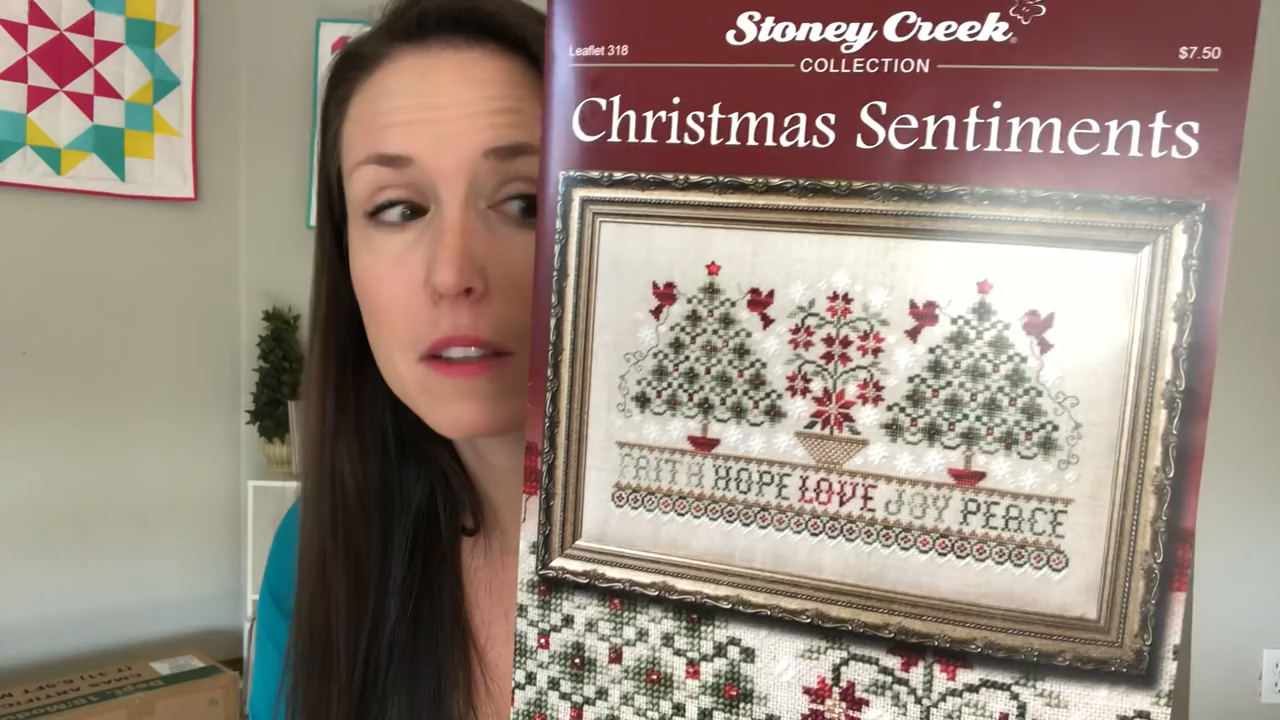 Stoney Creek
Leaflet 318
$7.50
COLLECTION
Christmas Sentiments
FAITH HOPE LOVE JOY PEACE